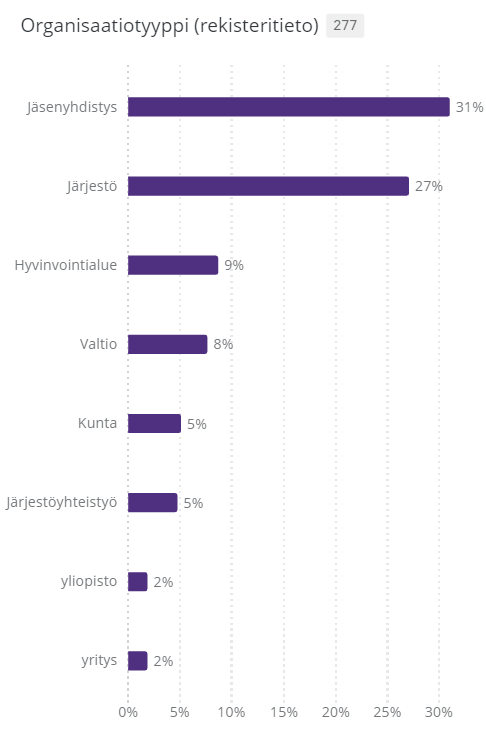 Organisaatiotyyppi (rekisteritieto) 277
Jäsenyhdistys 31%
Järjestö 27%
Hyvinvointialue 9%
Valtio 8%
Kunta 5%
Järjestöyhteistyö 5%
yliopisto 2%
yritys 2%
0% 5% 10% 15% 20% 25% 30%